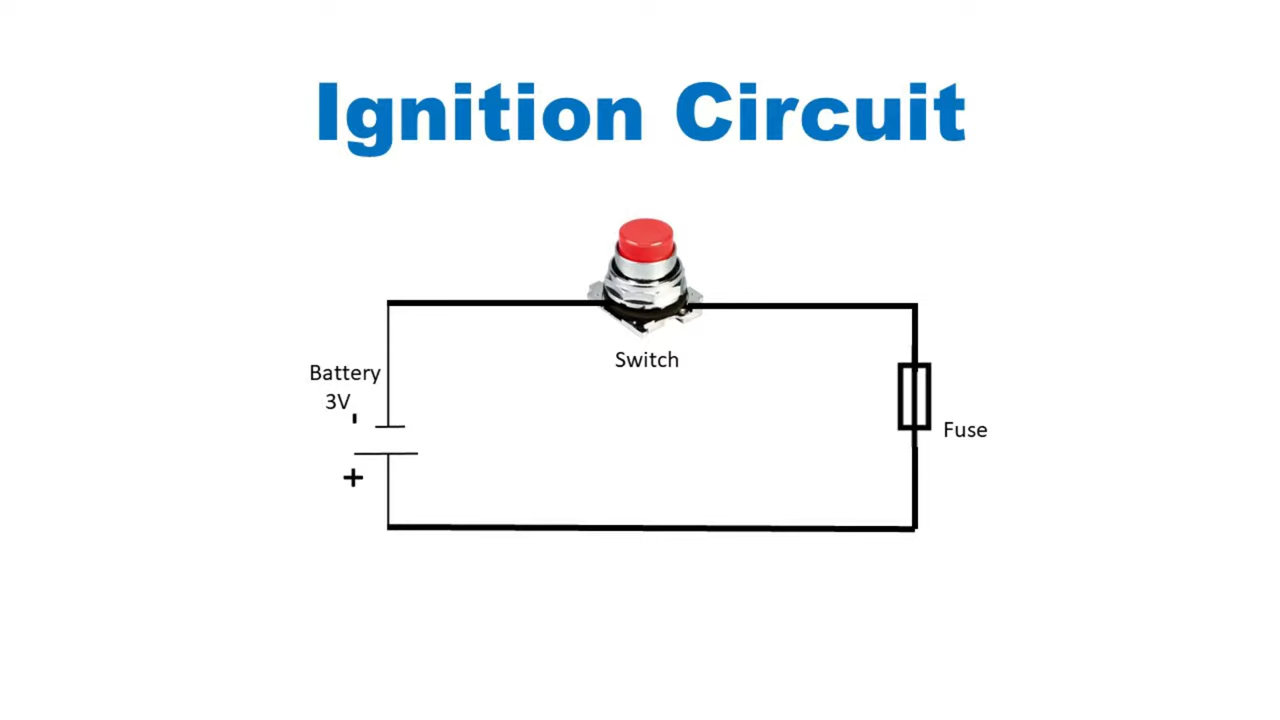 Ignition Circuit
Switch
Battery
3V
-
+
Fuse